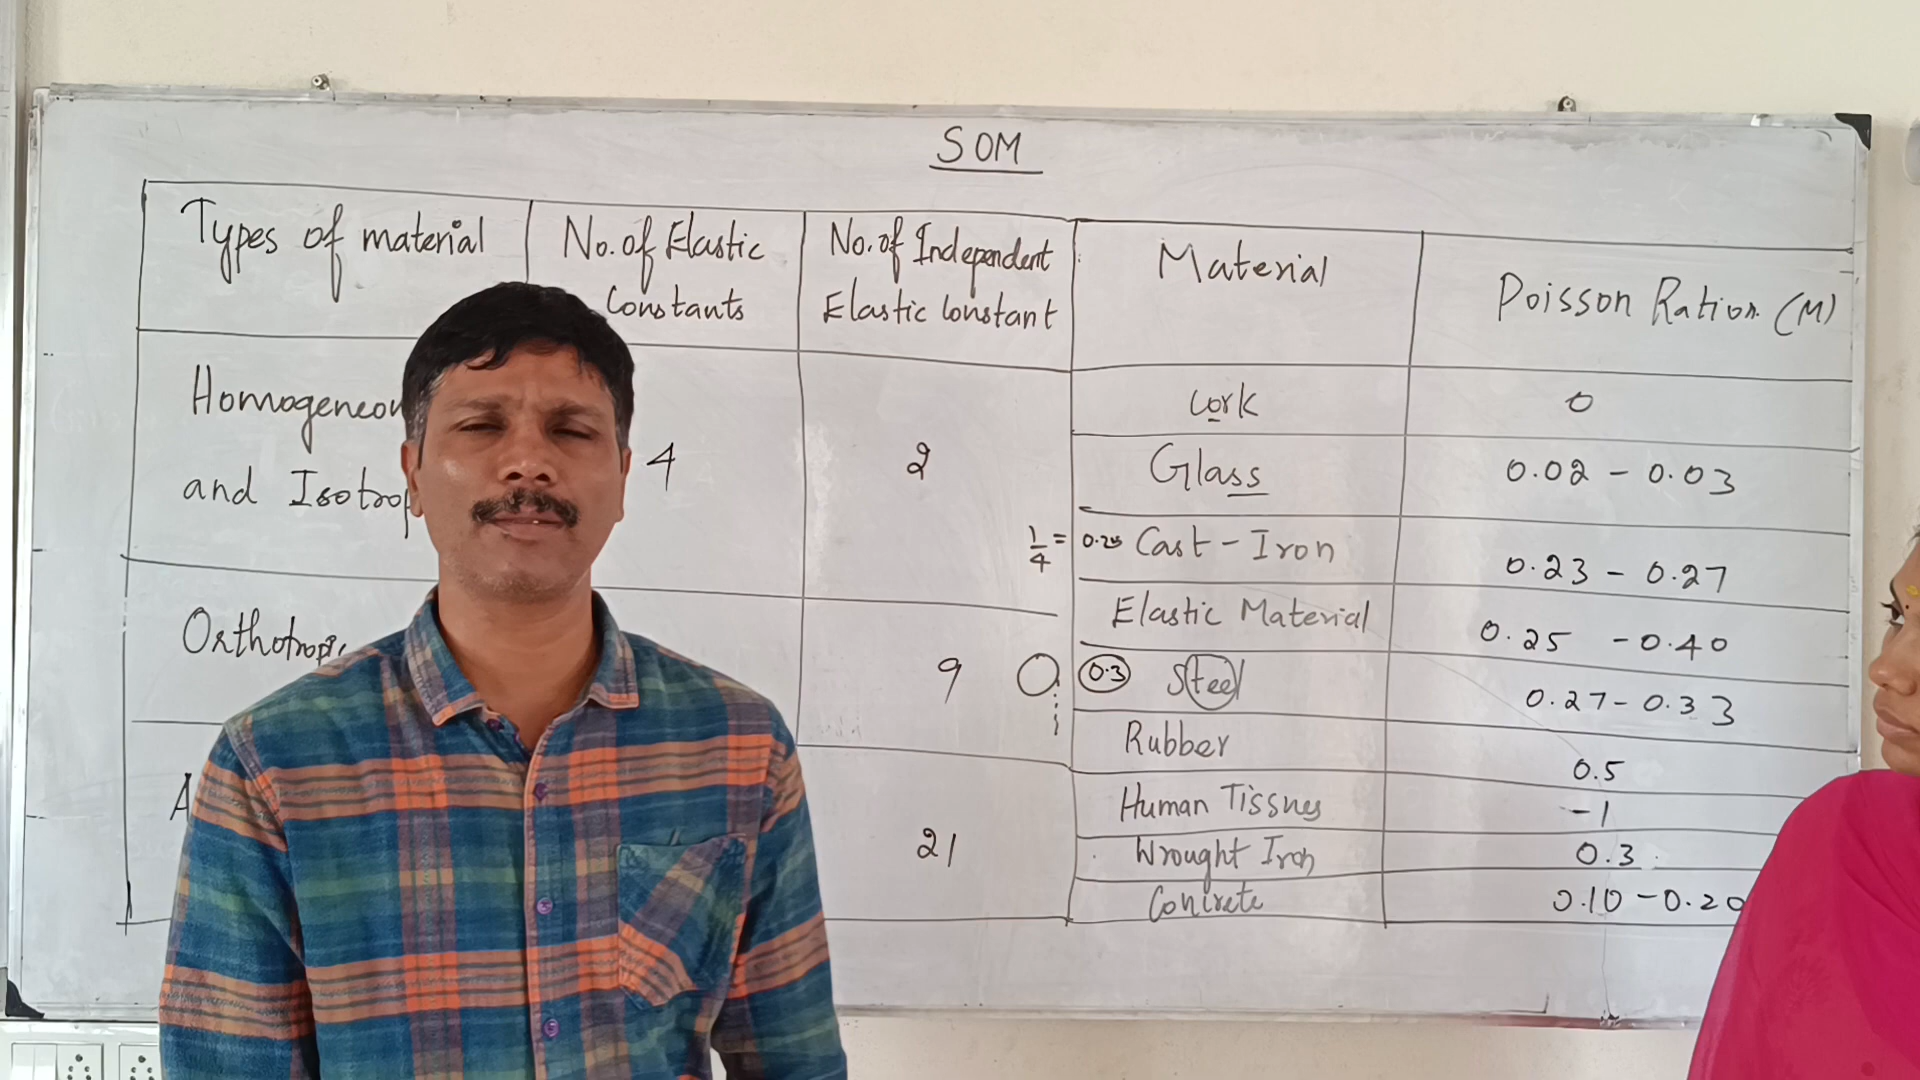 SOM
Types of material
No. of Elastic
Constants
No. of Independent
Elastic Constant
Material
Poisson Ration (M)
Homogeneou
and Isotrop
4
2
Cork
0
Glass
0.02 - 0.03
1/4 = 0.25
Cast - Iron
0.23 - 0.27
Elastic Material
0.25 - 0.40
Orthotropic
9
0.3
Steel
0.27 - 0.33
Rubber
0.5
A
21
Human Tissues
-1
Wrought Iron
0.3
Concrete
0.10 - 0.20